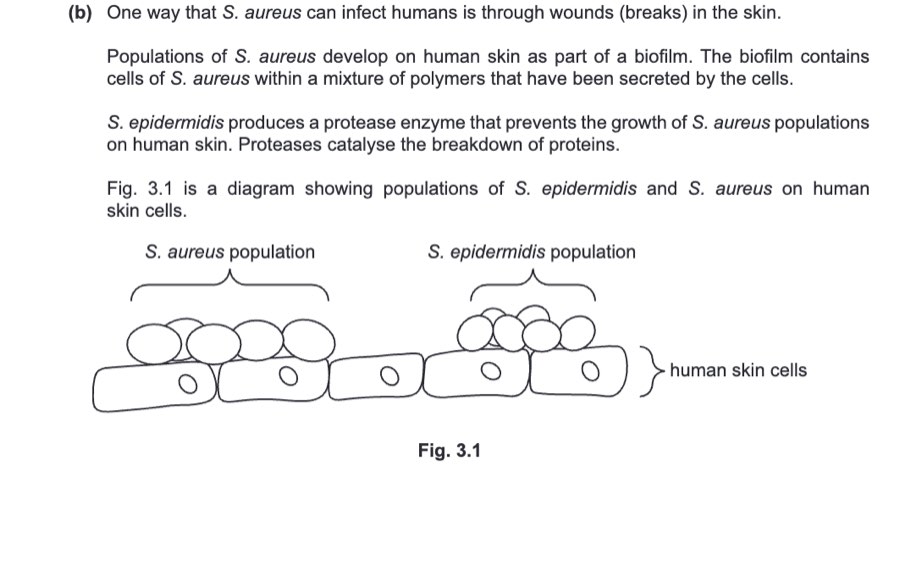 (b) One way that S. aureus can infect humans is through wounds (breaks) in the skin.
Populations of S. aureus develop on human skin as part of a biofilm. The biofilm contains
cells of S. aureus within a mixture of polymers that have been secreted by the cells.
S. epidermidis produces a protease enzyme that prevents the growth of S. aureus populations
on human skin. Proteases catalyse the breakdown of proteins.
Fig. 3.1 is a diagram showing populations of S. epidermidis and S. aureus on human
skin cells.
S. aureus population
S. epidermidis population
human skin cells
Fig. 3.1